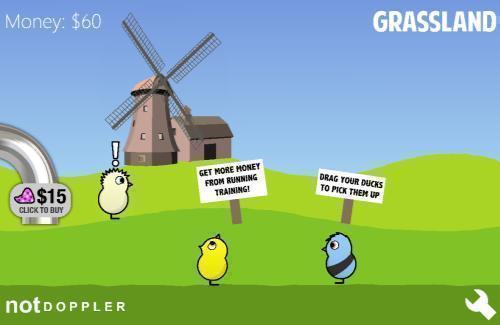 Money: $60
GRASSLAND
GET MORE MONEY
FROM RUNNING
TRAINING!
DRAG YOUR DUCKS
TO PICK THEM UP
!
$15
CLICK TO BUY
notDOPPLER